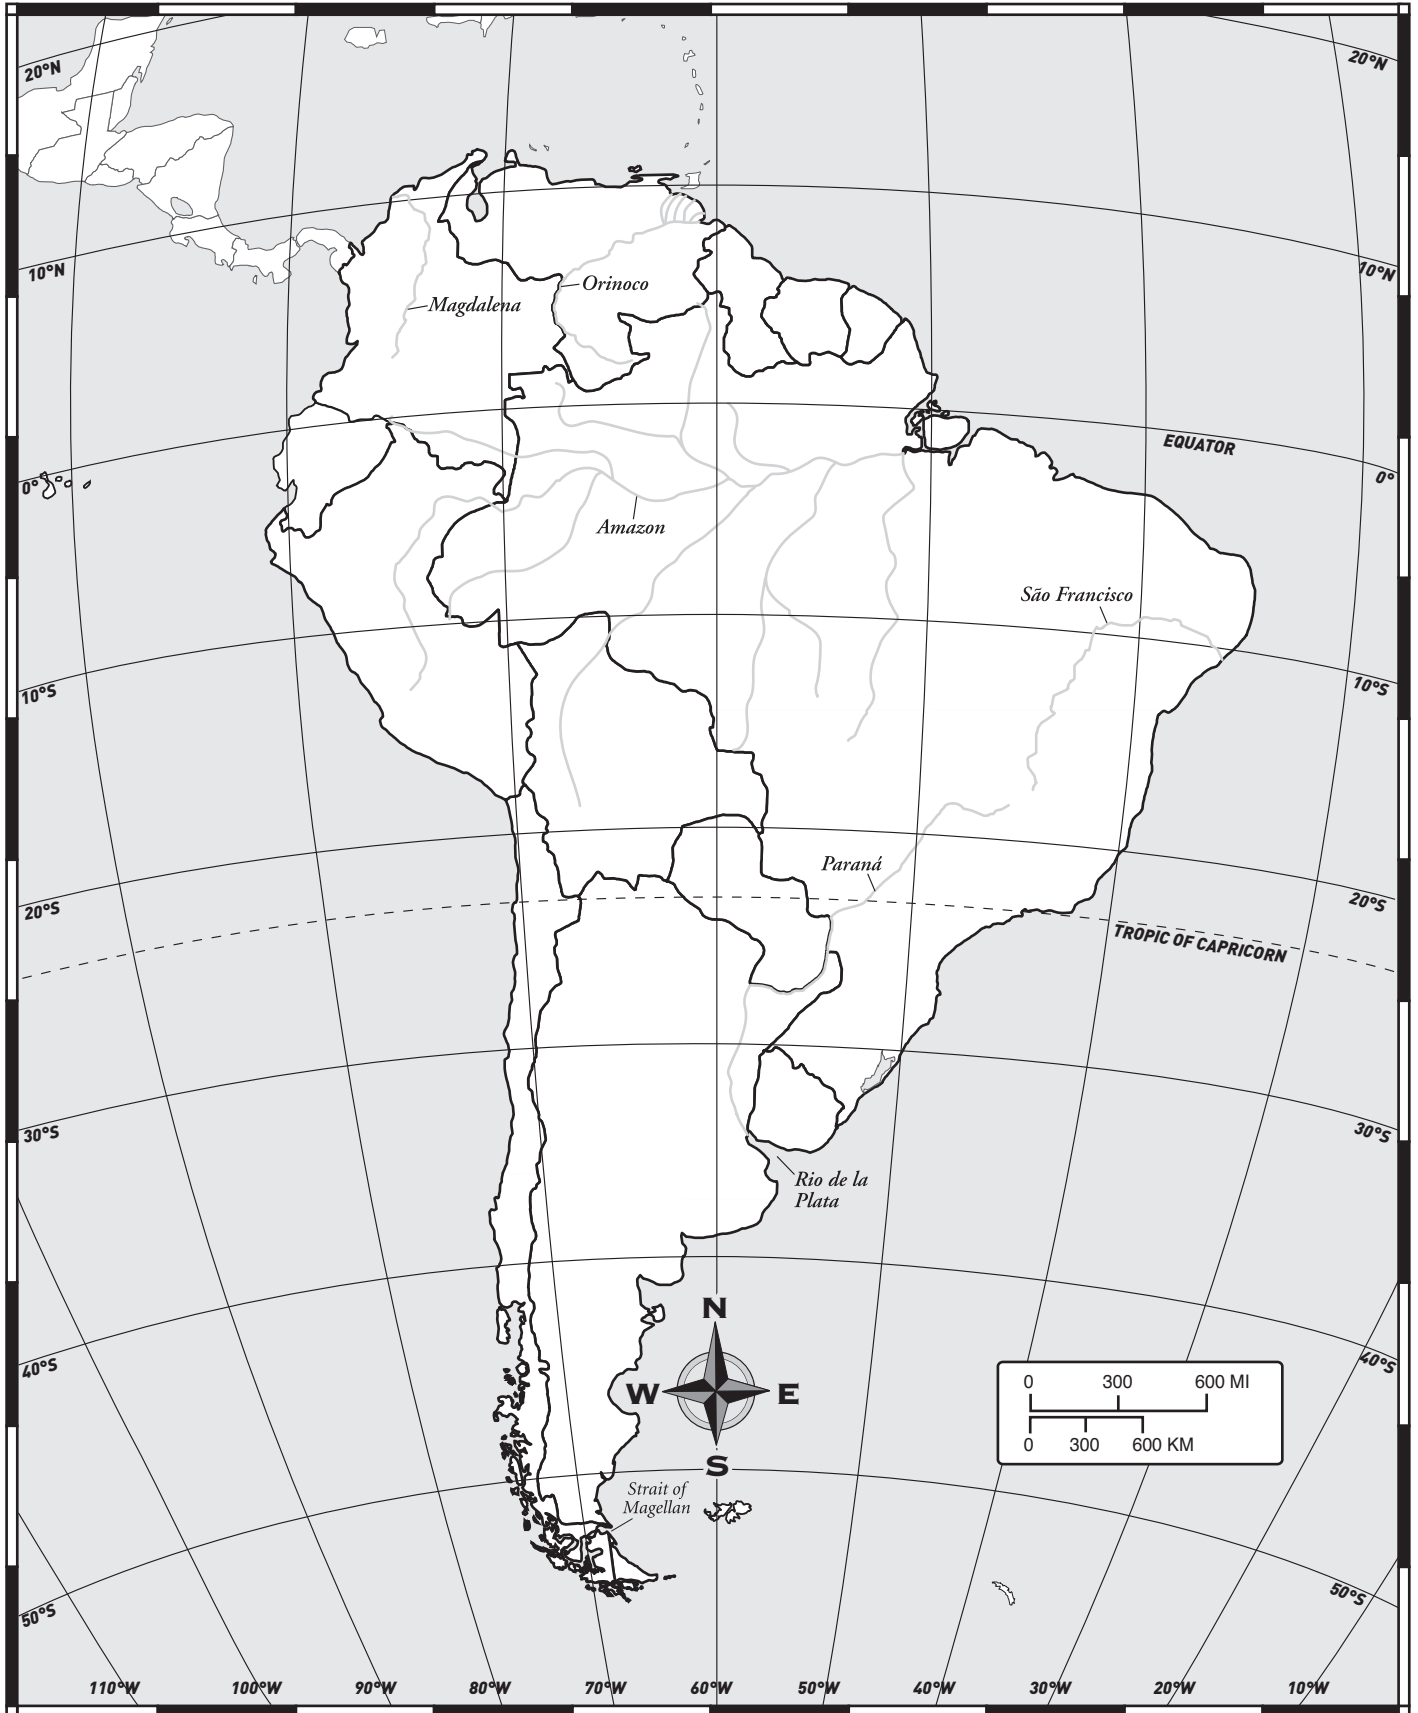 20°N
20°N
10°N
10°N
Orinoco
Magdalena
EQUATOR
0°
0°
Amazon
São Francisco
10°S
10°S
Paraná
20°S
20°S
TROPIC OF CAPRICORN
30°S
30°S
Rio de la
Plata
N
W
E
S
40°S
40°S
0 300 600 MI
0 300 600 KM
Strait of
Magellan
50°S
50°S
110°W 100°W 90°W 80°W 70°W 60°W 50°W 40°W 30°W 20°W 10°W